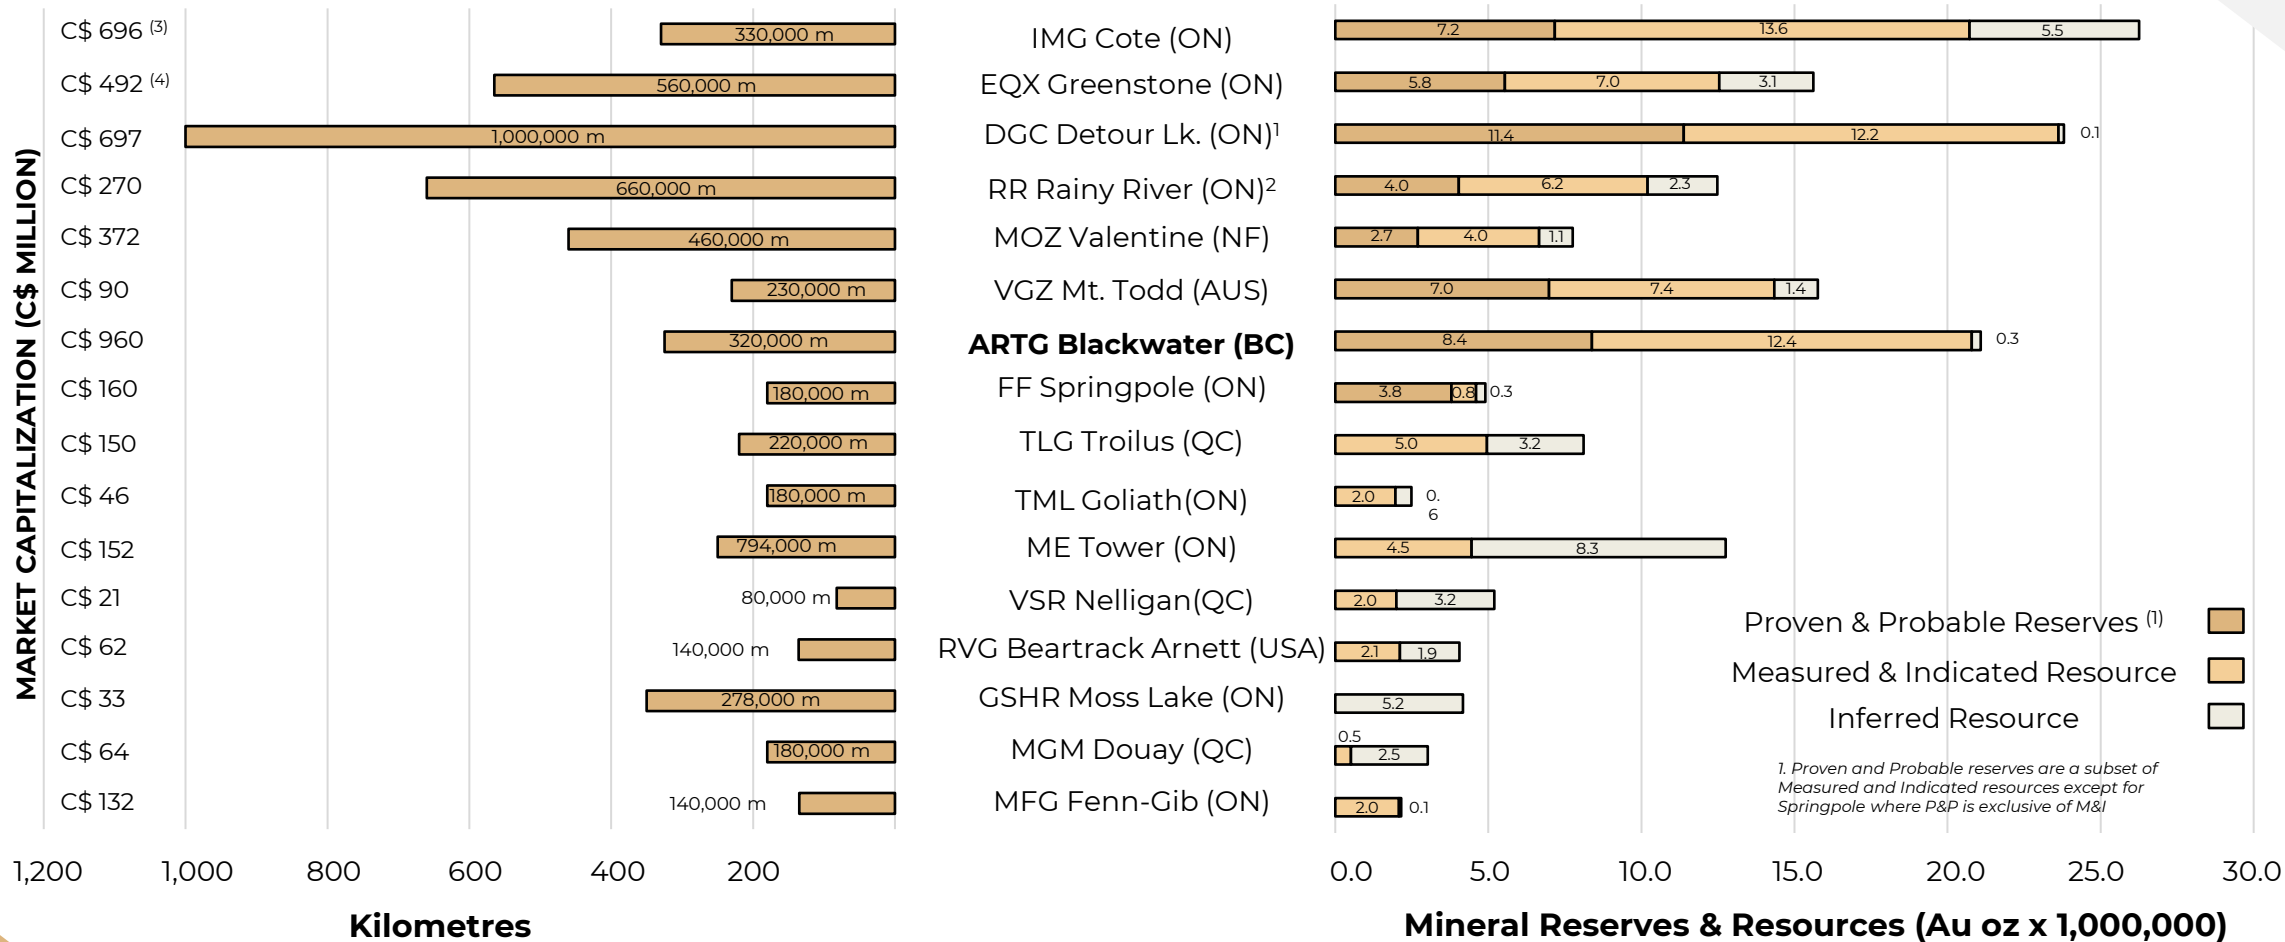 MARKET CAPITALIZATION (C$ MILLION)
C$ 696 (3) 330,000 m IMG Cote (ON) 7.2 13.6 5.5
C$ 492 (4) 560,000 m EQX Greenstone (ON) 5.8 7.0 3.1
C$ 697 1,000,000 m DGC Detour Lk. (ON)1 11.4 12.2 0.1
C$ 270 660,000 m RR Rainy River (ON)2 4.0 6.2 2.3
C$ 372 460,000 m MOZ Valentine (NF) 2.7 4.0 1.1
C$ 90 230,000 m VGZ Mt. Todd (AUS) 7.0 7.4 1.4
C$ 960 320,000 m ARTG Blackwater (BC) 8.4 12.4 0.3
C$ 160 180,000 m FF Springpole (ON) 3.8 0.8 0.3
C$ 150 220,000 m TLG Troilus (QC) 5.0 3.2
C$ 46 180,000 m TML Goliath(ON) 2.0 0.
6
C$ 152 794,000 m ME Tower (ON) 4.5 8.3
C$ 21 80,000 m VSR Nelligan(QC) 2.0 3.2
C$ 62 140,000 m RVG Beartrack Arnett (USA) 2.1 1.9
C$ 33 278,000 m GSHR Moss Lake (ON) 5.2
C$ 64 180,000 m MGM Douay (QC) 0.5 2.5
C$ 132 140,000 m MFG Fenn-Gib (ON) 2.0 0.1
Proven & Probable Reserves (1)
Measured & Indicated Resource
Inferred Resource
1. Proven and Probable reserves are a subset of
Measured and Indicated resources except for
Springpole where P&P is exclusive of M&I
1,200 1,000 800 600 400 200
0.0 5.0 10.0 15.0 20.0 25.0 30.0
Kilometres
Mineral Reserves & Resources (Au oz x 1,000,000)